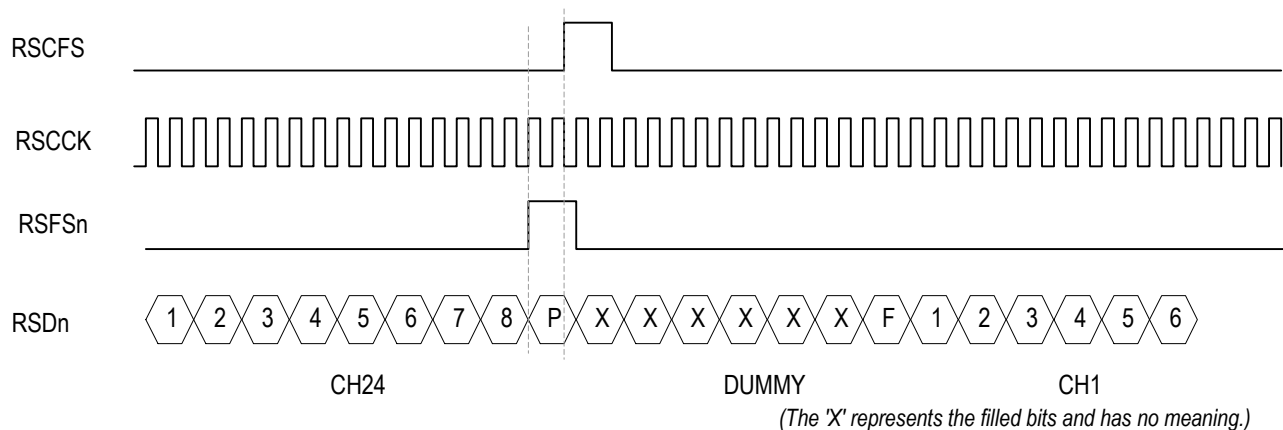 RSCFS
RSCCK
RSFSn
RSDn 1 2 3 4 5 6 7 8 P X X X X X X F 1 2 3 4 5 6
CH24 DUMMY CH1
(The 'X' represents the filled bits and has no meaning.)